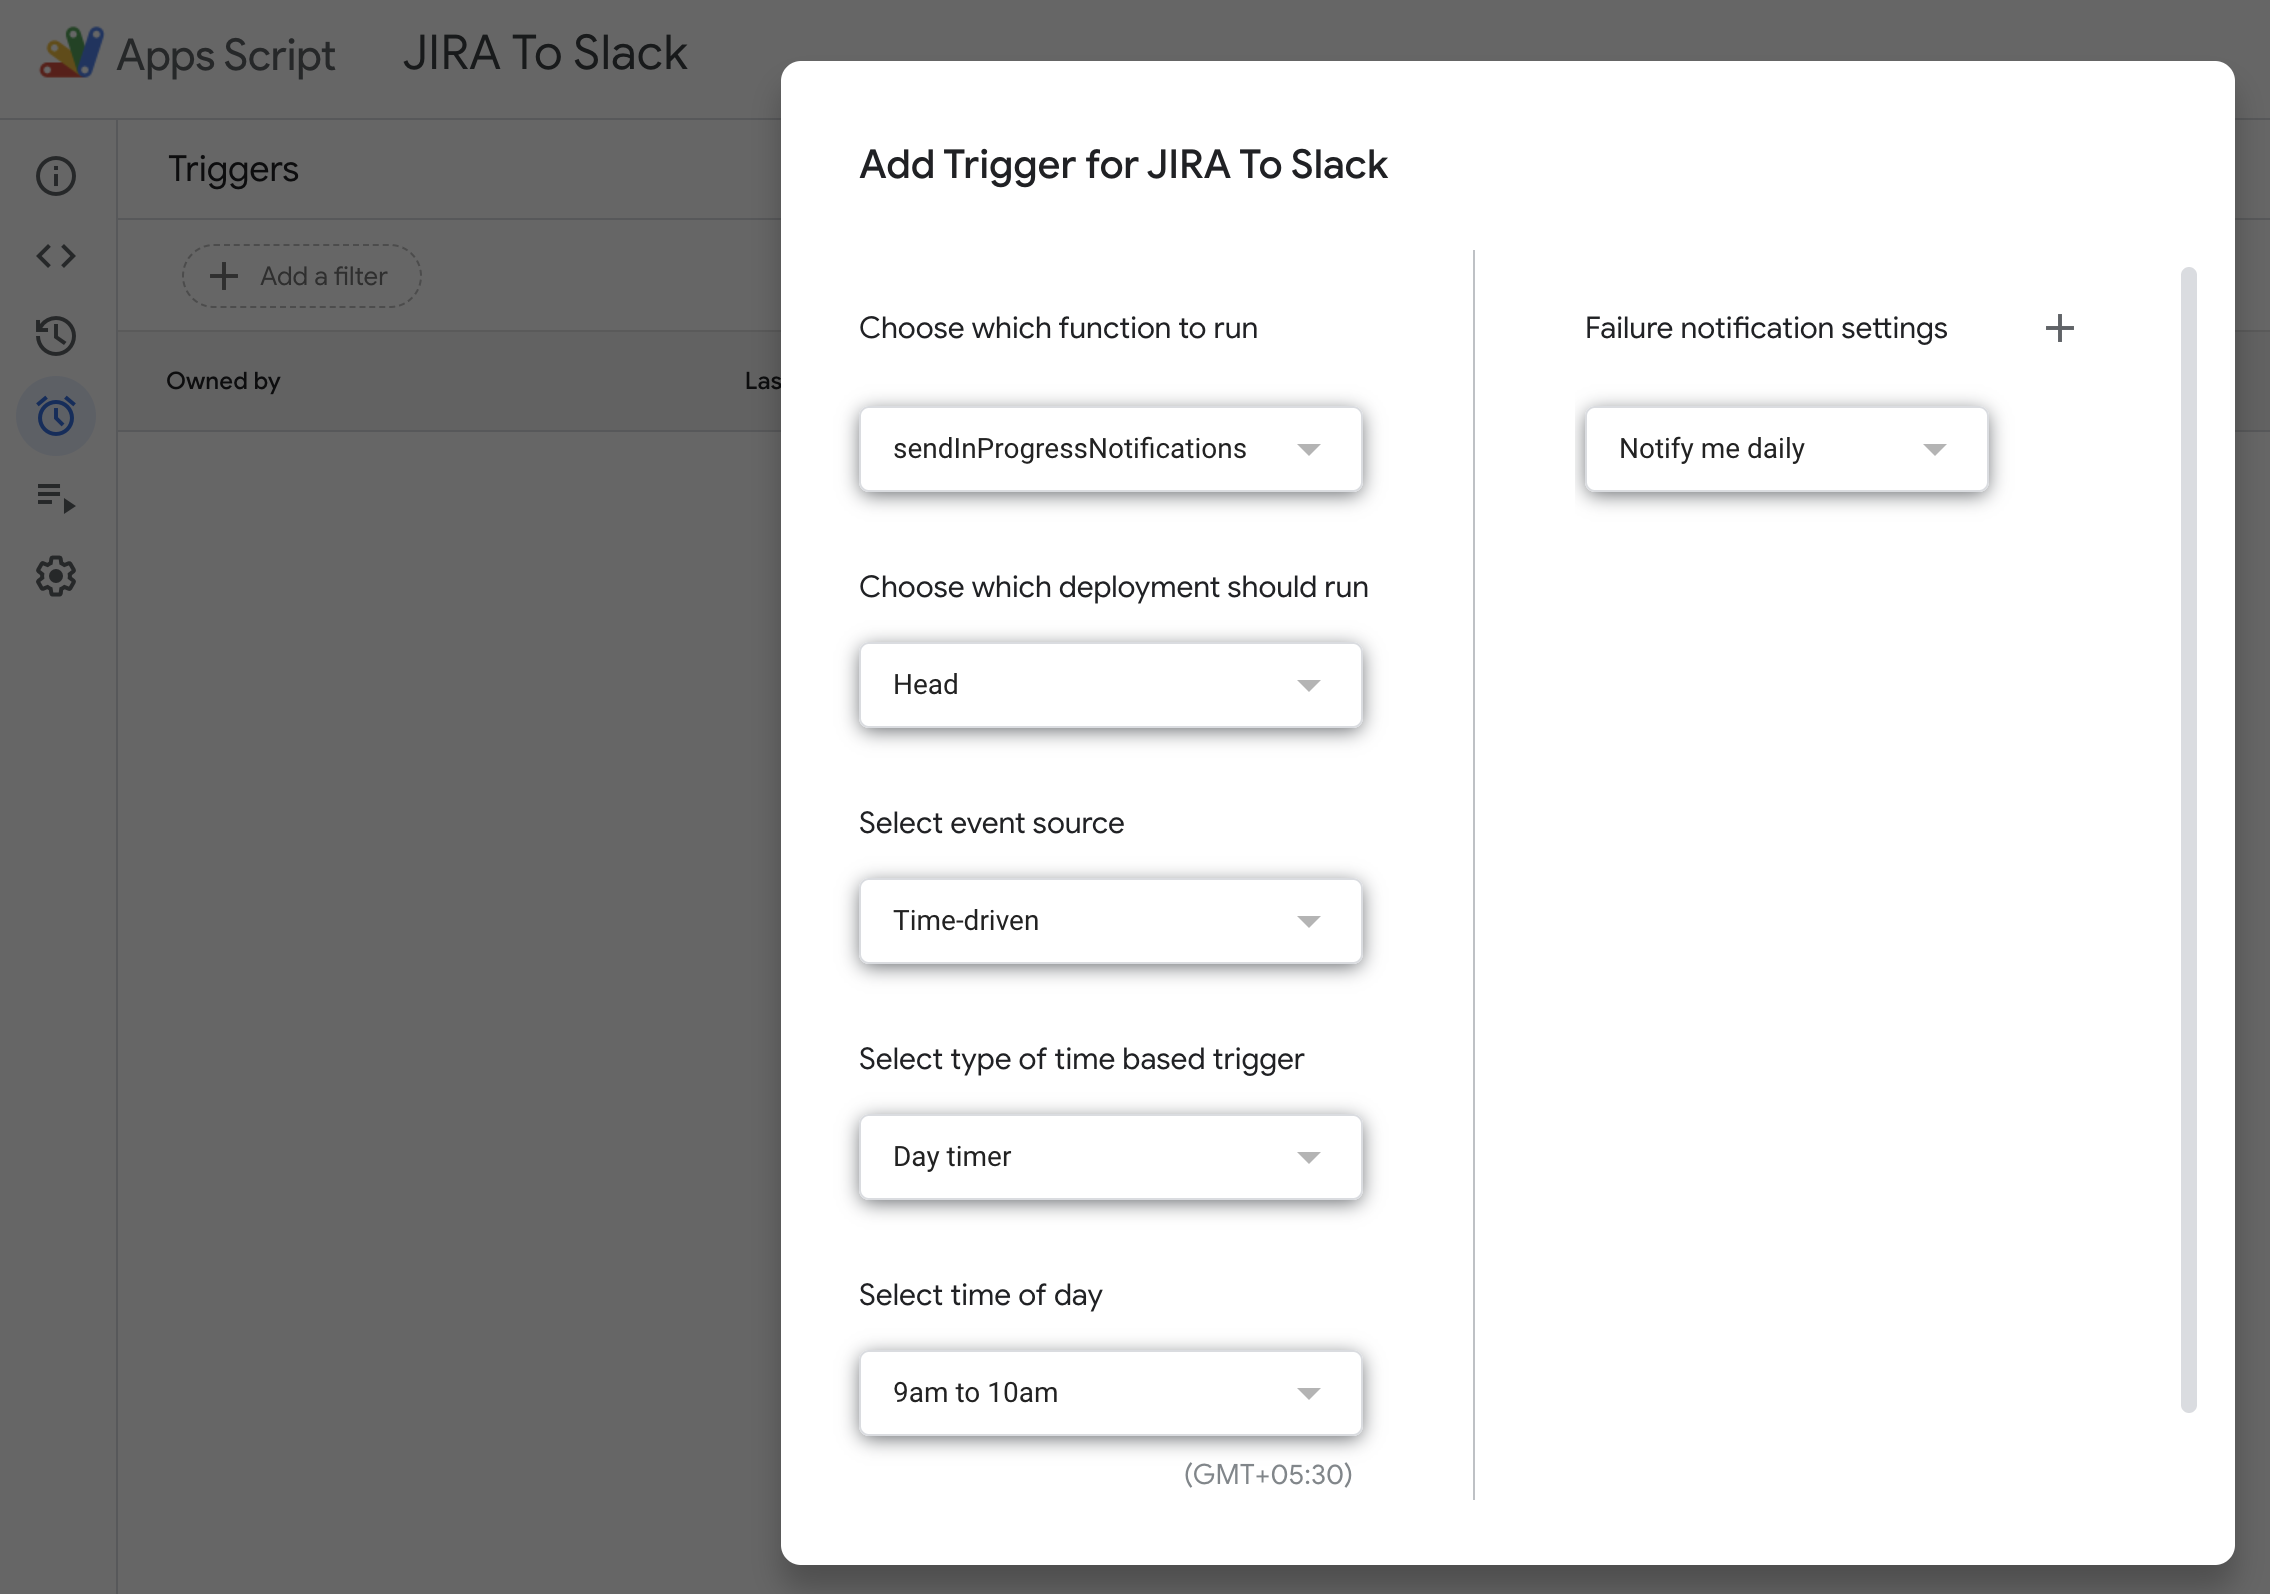 Apps Script
JIRA To Slack
Triggers
Add a filter
Owned by
Las
Add Trigger for JIRA To Slack
Choose which function to run
sendInProgressNotifications
Choose which deployment should run
Head
Select event source
Time-driven
Select type of time based trigger
Day timer
Select time of day
9am to 10am
(GMT+05:30)
Failure notification settings
Notify me daily